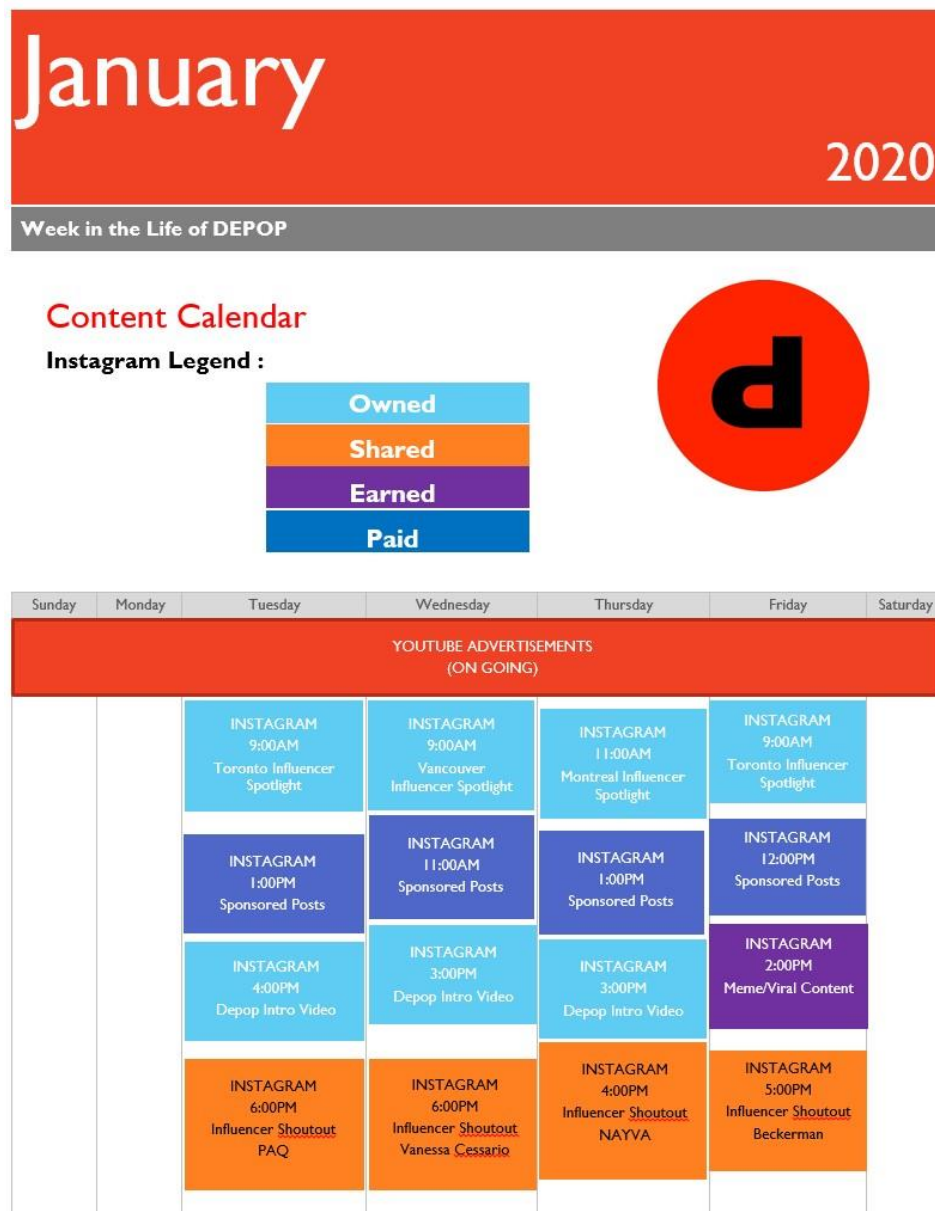 January
2020
Week in the Life of DEPOP
Content Calendar
Instagram Legend :
Owned
Shared
Earned
Paid
d
Sunday Monday Tuesday Wednesday Thursday Friday Saturday
YOUTUBE ADVERTISEMENTS
(ON GOING)
INSTAGRAM
9:00AM
Toronto Influencer
Spotlight
INSTAGRAM
9:00AM
Vancouver
Influencer Spotlight
INSTAGRAM
11:00AM
Montreal Influencer
Spotlight
INSTAGRAM
9:00AM
Toronto Influencer
Spotlight
INSTAGRAM
1:00PM
Sponsored Posts
INSTAGRAM
11:00AM
Sponsored Posts
INSTAGRAM
1:00PM
Sponsored Posts
INSTAGRAM
12:00PM
Sponsored Posts
INSTAGRAM
4:00PM
Depop Intro Video
INSTAGRAM
3:00PM
Depop Intro Video
INSTAGRAM
3:00PM
Depop Intro Video
INSTAGRAM
2:00PM
Meme/Viral Content
INSTAGRAM
6:00PM
Influencer Shoutout
PAQ
INSTAGRAM
6:00PM
Influencer Shoutout
Vanessa Cessario
INSTAGRAM
4:00PM
Influencer Shoutout
NAYVA
INSTAGRAM
5:00PM
Influencer Shoutout
Beckerman